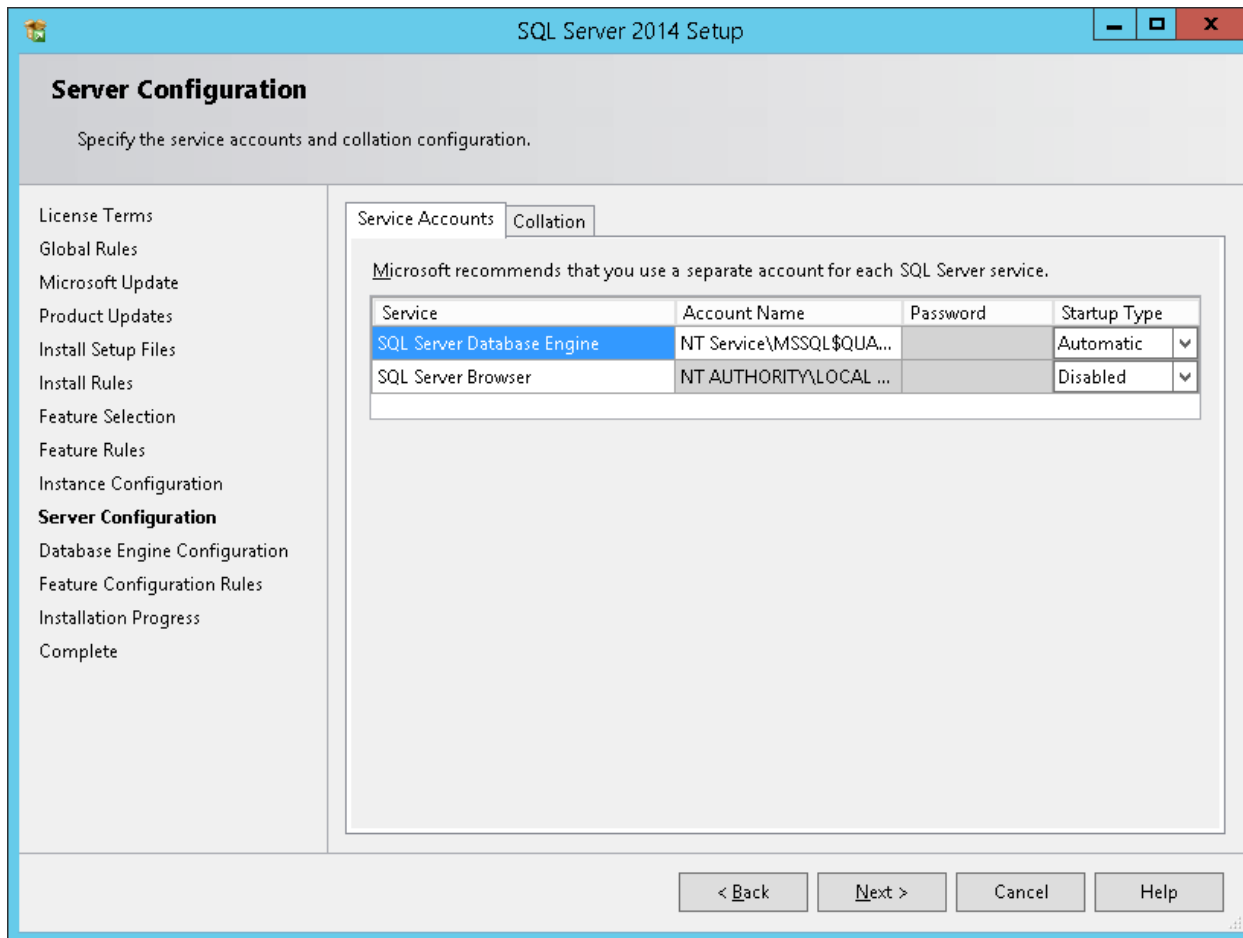 SQL Server 2014 Setup
Server Configuration
Specify the service accounts and collation configuration.
License Terms
Global Rules
Microsoft Update
Product Updates
Install Setup Files
Install Rules
Feature Selection
Feature Rules
Instance Configuration
Server Configuration
Database Engine Configuration
Feature Configuration Rules
Installation Progress
Complete
Service Accounts Collation
Microsoft recommends that you use a separate account for each SQL Server service.
Service Account Name Password Startup Type
SQL Server Database Engine NT Service\MSSQL$QUA... Automatic
SQL Server Browser NT AUTHORITY\LOCAL ... Disabled
< Back Next > Cancel Help